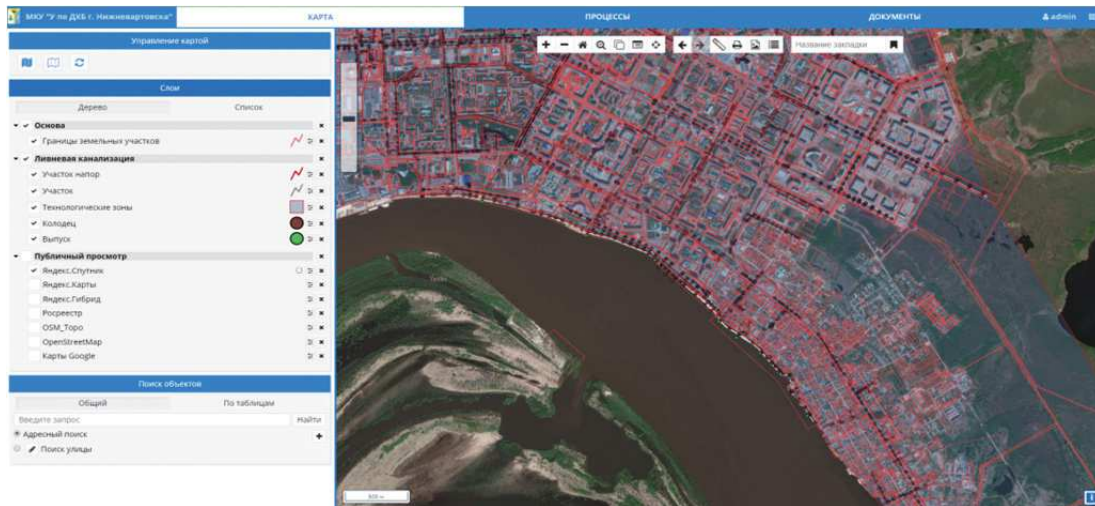 МКУ "У по ДХБ г. Нижневартовска"
КАРТА
ПРОЦЕССЫ
ДОКУМЕНТЫ
admin
Управление картой
Слои
Дерево
Список
Основа
Границы земельных участков
Ливневая канализация
Участок напор
Участок
Технологические зоны
Колодец
Выпуск
Публичный просмотр
Яндекс.Спутник
Яндекс.Карты
Яндекс.Гибрид
Росреестр
OSM_Topo
OpenStreetMap
Карты Google
Поиск объектов
Общий
По таблицам
Введите запрос
Найти
Адресный поиск
Поиск улицы
Название закладки